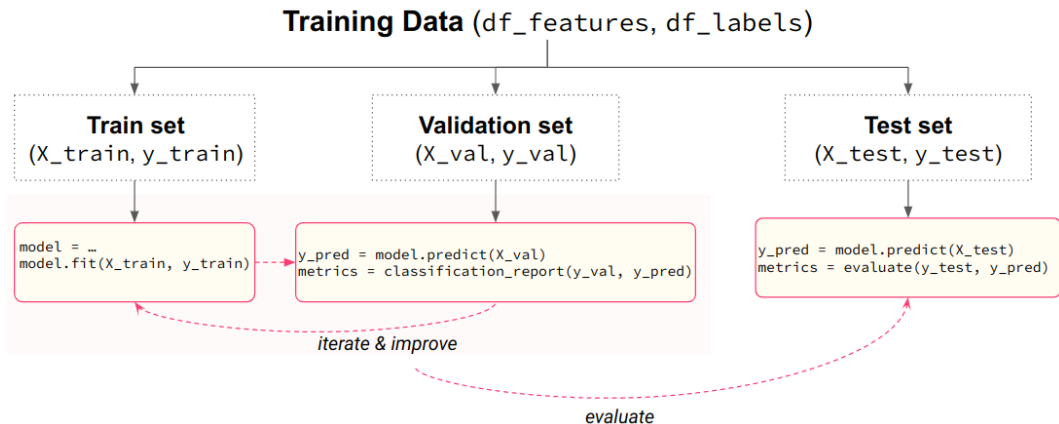 Training Data (df_features, df_labels)
Train set
(X_train, y_train)
Validation set
(X_val, y_val)
Test set
(X_test, y_test)
model = …
model.fit(X_train, y_train)
y_pred = model.predict(X_val)
metrics = classification_report(y_val, y_pred)
y_pred = model.predict(X_test)
metrics = evaluate(y_test, y_pred)
iterate & improve
evaluate